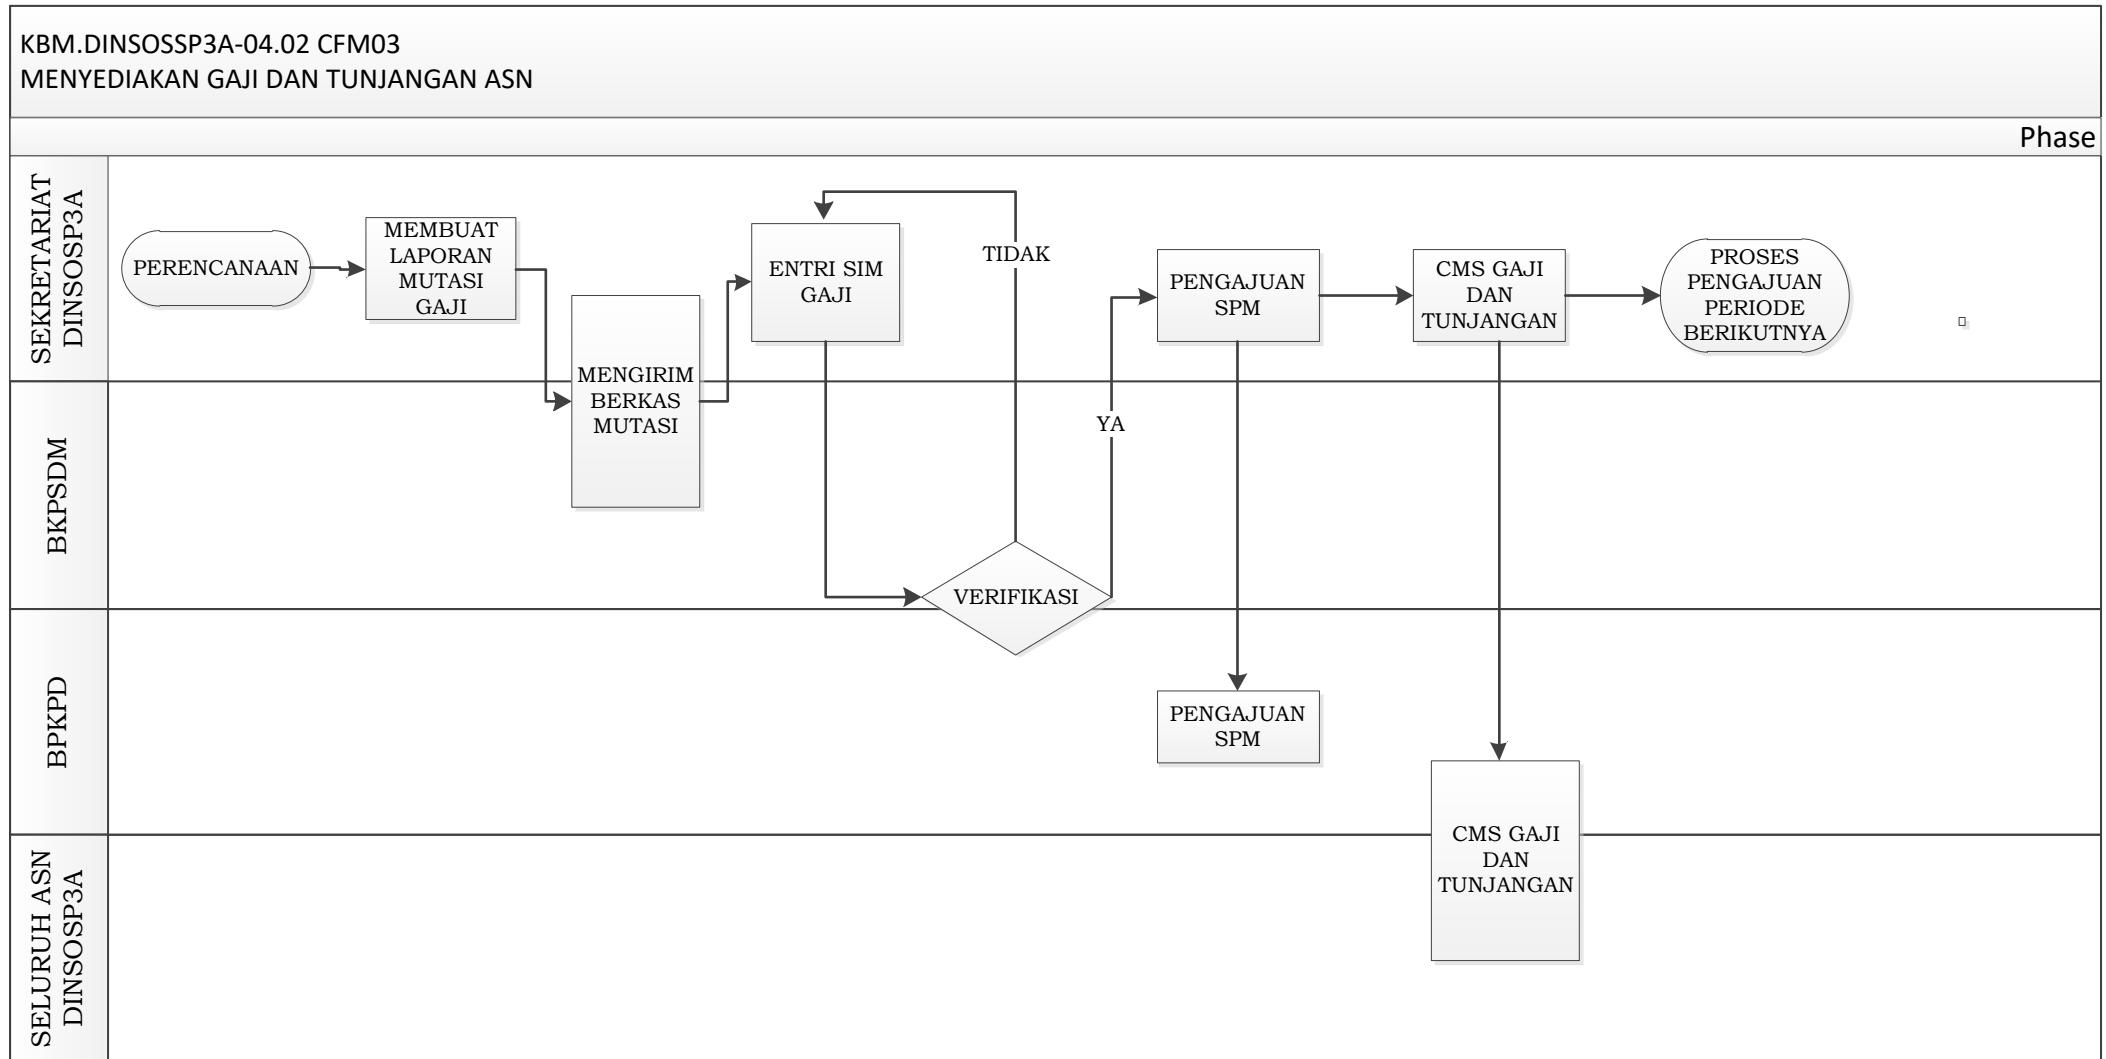 KBM.DINSOSSP3A-04.02 CFM03
MENYEDIAKAN GAJI DAN TUNJANGAN ASN
Phase
SEKRETARIAT
DINSOSP3A
PERENCANAAN
MEMBUAT
LAPORAN
MUTASI
GAJI
MENGIRIM
BERKAS
MUTASI
ENTRI SIM
GAJI
TIDAK
YA
PENGAJUAN
SPM
CMS GAJI
DAN
TUNJANGAN
PROSES
PENGAJUAN
PERIODE
BERIKUTNYA
BKPSDM
VERIFIKASI
BPKPD
PENGAJUAN
SPM
CMS GAJI
DAN
TUNJANGAN
SELURUH ASN
DINSOSP3A